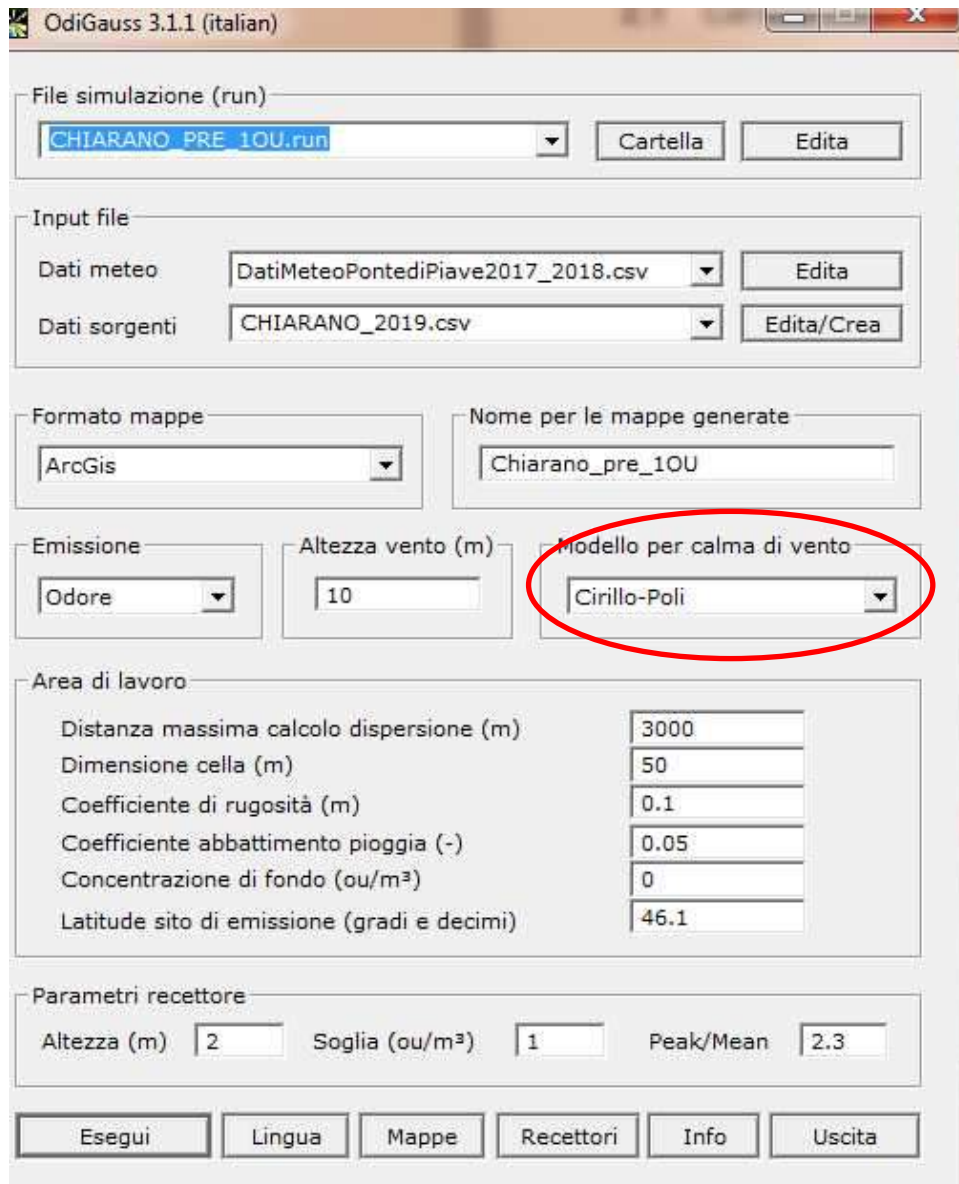 OdiGauss 3.1.1 (italian)
File simulazione (run)
CHIARANO_PRE_1OU.run
Cartella
Edita
Input file
Dati meteo
DatiMeteoPontediPiave2017_2018.csv
Edita
Dati sorgenti
CHIARANO_2019.csv
Edita/Crea
Formato mappe
ArcGis
Nome per le mappe generate
Chiarano_pre_1OU
Emissione
Odore
Altezza vento (m)
10
Modello per calma di vento
Cirillo-Poli
Area di lavoro
Distanza massima calcolo dispersione (m) 3000
Dimensione cella (m) 50
Coefficiente di rugosità (m) 0.1
Coefficiente abbattimento pioggia (-) 0.05
Concentrazione di fondo (ou/m³) 0
Latitude sito di emissione (gradi e decimi) 46.1
Parametri recettore
Altezza (m) 2 Soglia (ou/m³) 1 Peak/Mean 2.3
Esegui Lingua Mappe Recettori Info Uscita